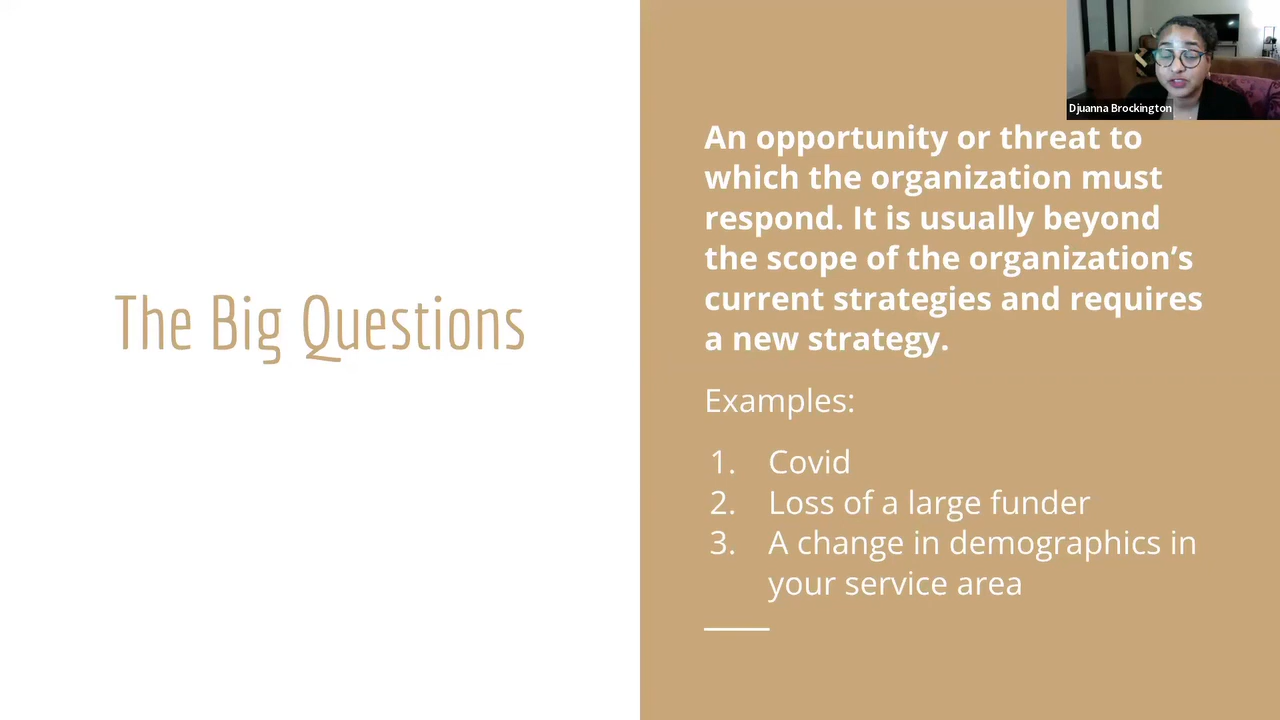 Djuanna Brockington
The Big Questions
An opportunity or threat to
which the organization must
respond. It is usually beyond
the scope of the organization’s
current strategies and requires
a new strategy.
Examples:
1. Covid
2. Loss of a large funder
3. A change in demographics in
your service area